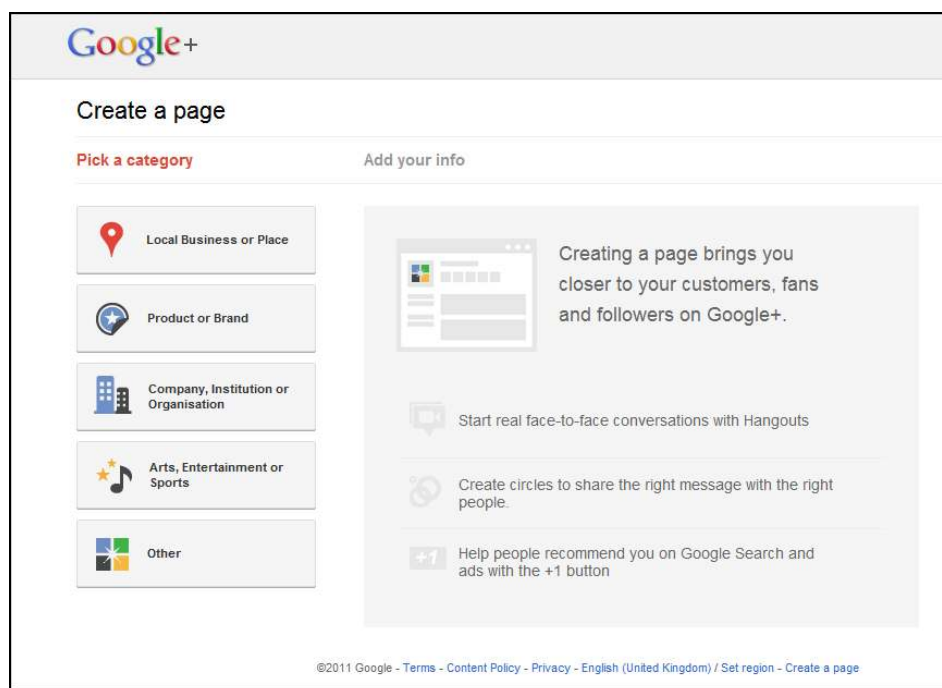 Google+
Create a page
Pick a category
Add your info
Local Business or Place
Product or Brand
Company, Institution or
Organisation
Arts, Entertainment or
Sports
Other
Creating a page brings you
closer to your customers, fans
and followers on Google+.
Start real face-to-face conversations with Hangouts
Create circles to share the right message with the right
people.
+1
Help people recommend you on Google Search and
ads with the +1 button
©2011 Google - Terms - Content Policy - Privacy - English (United Kingdom) / Set region - Create a page